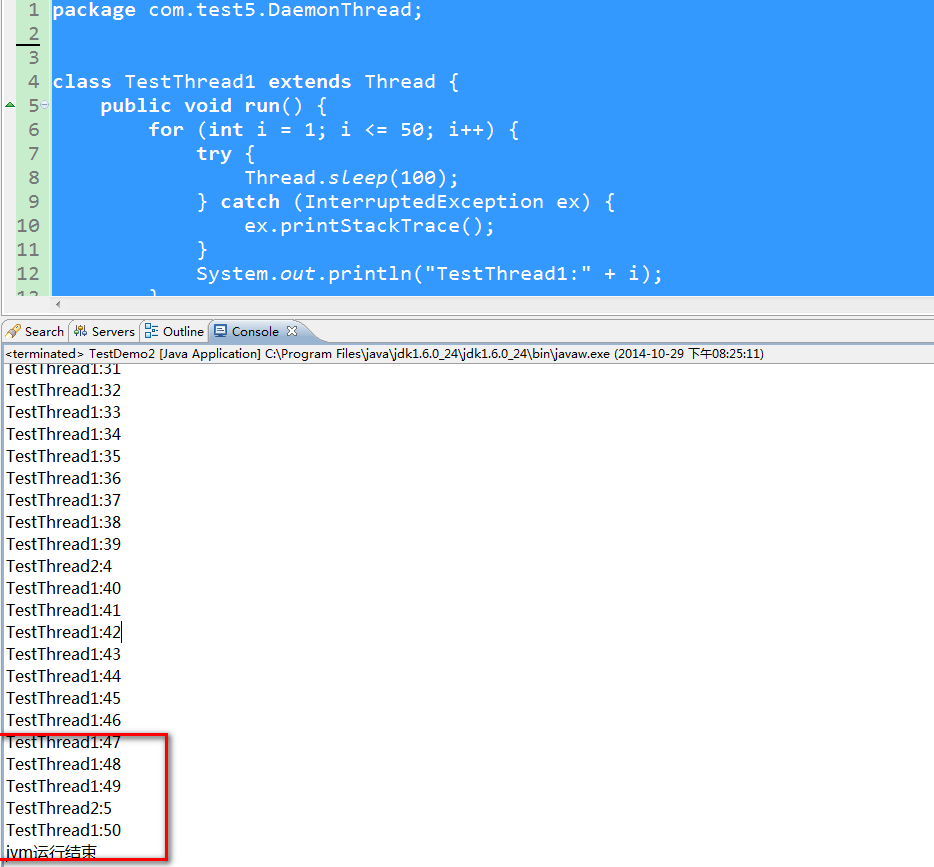 1 package com.test5.DaemonThread;
2
3
4 class TestThread1 extends Thread {
5 public void run() {
6 for (int i = 1; i <= 50; i++) {
7 try {
8 Thread.sleep(100);
9 } catch (InterruptedException ex) {
10 ex.printStackTrace();
11 }
12 System.out.println("TestThread1:" + i);
13 }
Search Servers Outline Console
<terminated> TestDemo2 [Java Application] C:\Program Files\java\jdk1.6.0_24\jdk1.6.0_24\bin\javaw.exe (2014-10-29 下午08:25:11)
TestThread1:31
TestThread1:32
TestThread1:33
TestThread1:34
TestThread1:35
TestThread1:36
TestThread1:37
TestThread1:38
TestThread1:39
TestThread2:4
TestThread1:40
TestThread1:41
TestThread1:42
TestThread1:43
TestThread1:44
TestThread1:45
TestThread1:46
TestThread1:47
TestThread1:48
TestThread1:49
TestThread2:5
TestThread1:50
jvm运行结束